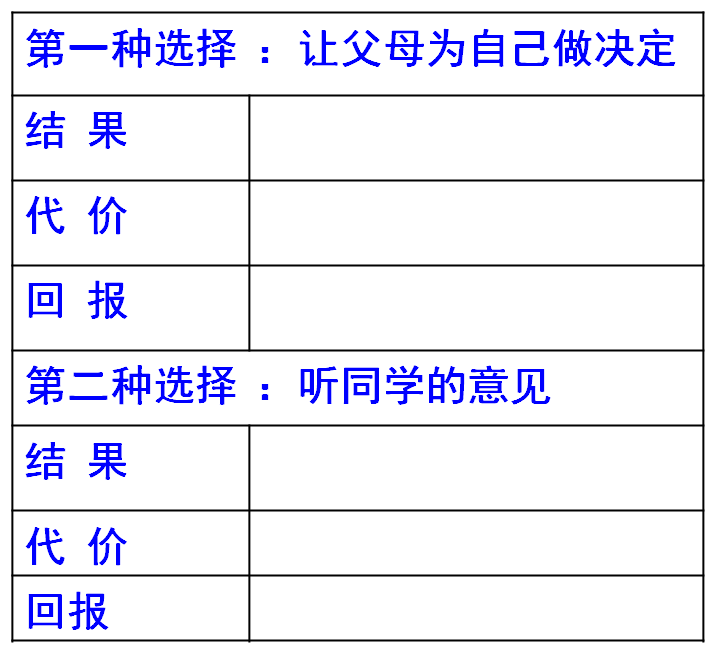 第一种选择 ：让父母为自己做决定
结 果
代 价
回 报
第二种选择 ：听同学的意见
结 果
代 价
回报